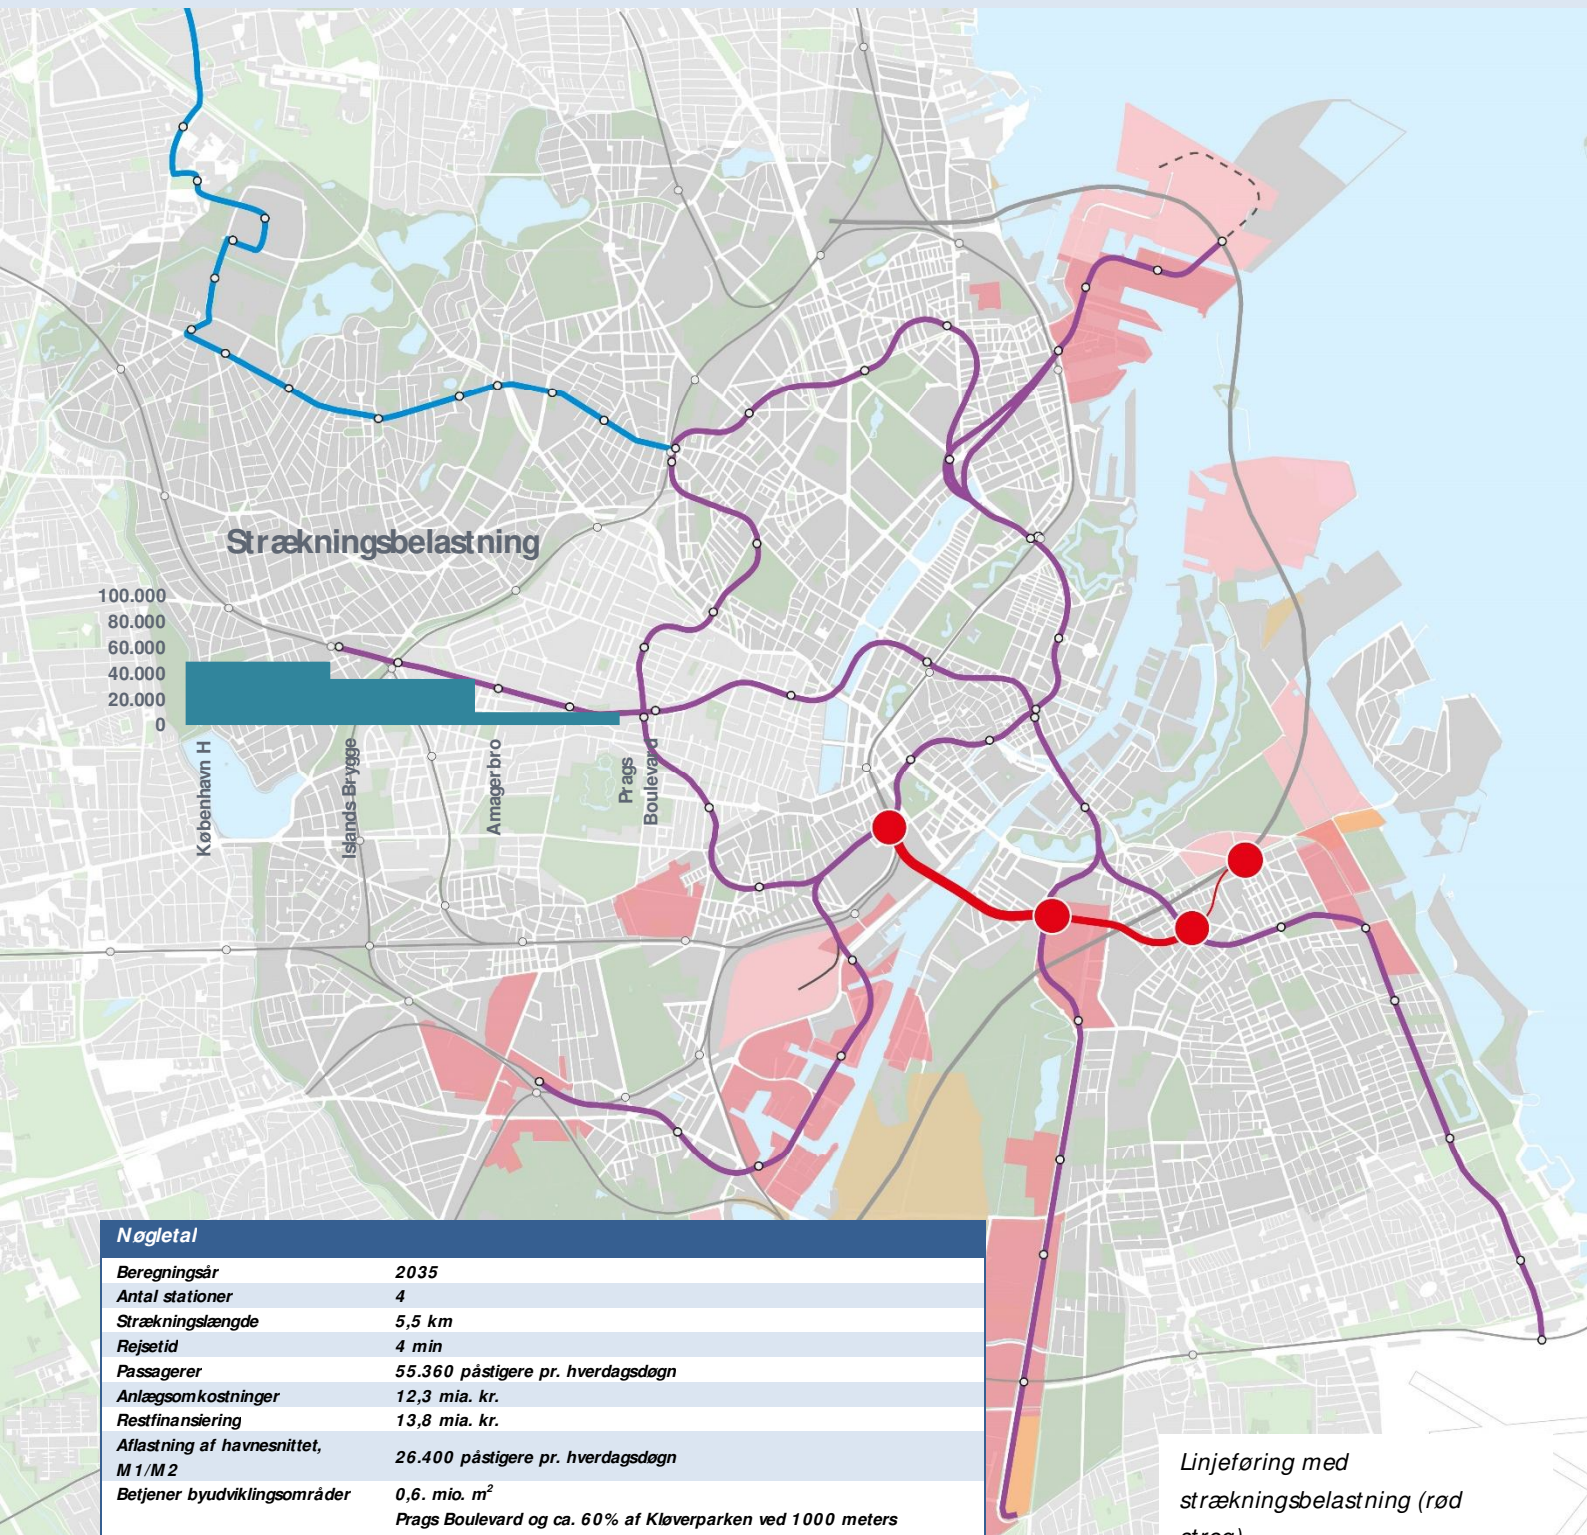 Strækningsbelastning
100.000
80.000
60.000
40.000
20.000
0
København H
Islands Brygge
Amagerbro
Prags
Boulevard
Nøgletal
Beregningsår 2035
Antal stationer 4
Strækningslængde 5,5 km
Rejsetid 4 min
Passagerer 55.360 påstigere pr. hverdagsdøgn
Anlægsomkostninger 12,3 mia. kr.
Restfinansiering 13,8 mia. kr.
Aflastning af havnesnittet,
M1/M2 26.400 påstigere pr. hverdagsdøgn
Betjener byudviklingsområder 0,6. mio. m²
Prags Boulevard og ca. 60% af Kløverparken ved 1000 meters
Linjeføring med
strækningsbelastning (rød
streg)